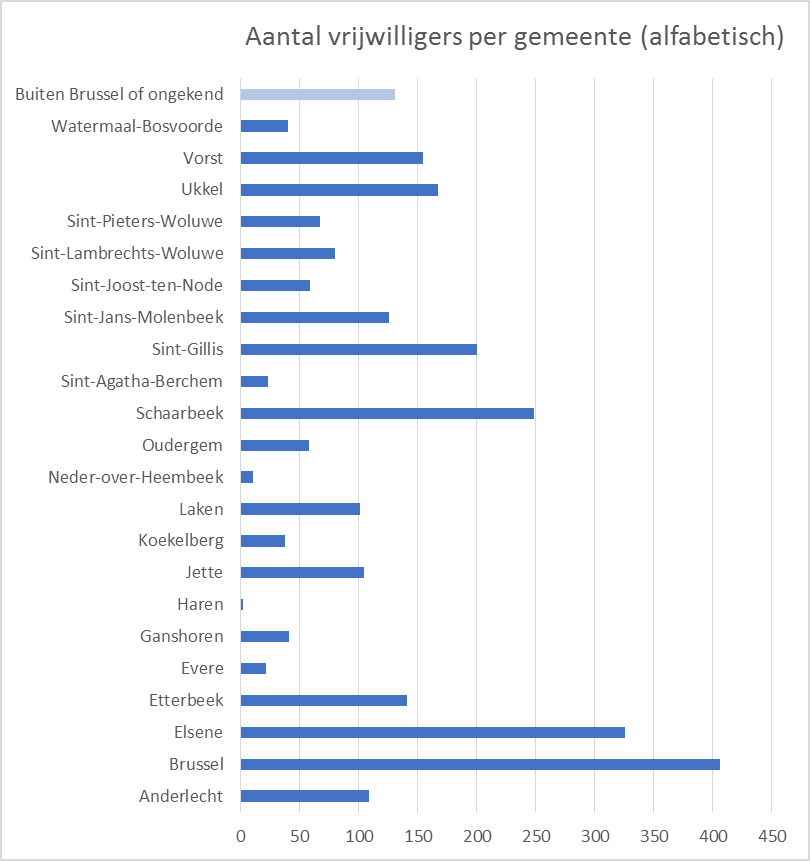 Aantal vrijwilligers per gemeente (alfabetisch)
Buiten Brussel of ongekend
Watermaal-Bosvoorde
Vorst
Ukkel
Sint-Pieters-Woluwe
Sint-Lambrechts-Woluwe
Sint-Joost-ten-Node
Sint-Jans-Molenbeek
Sint-Gillis
Sint-Agatha-Berchem
Schaarbeek
Oudergem
Neder-over-Heembeek
Laken
Koekelberg
Jette
Haren
Ganshoren
Evere
Etterbeek
Elsene
Brussel
Anderlecht
0 50 100 150 200 250 300 350 400 450